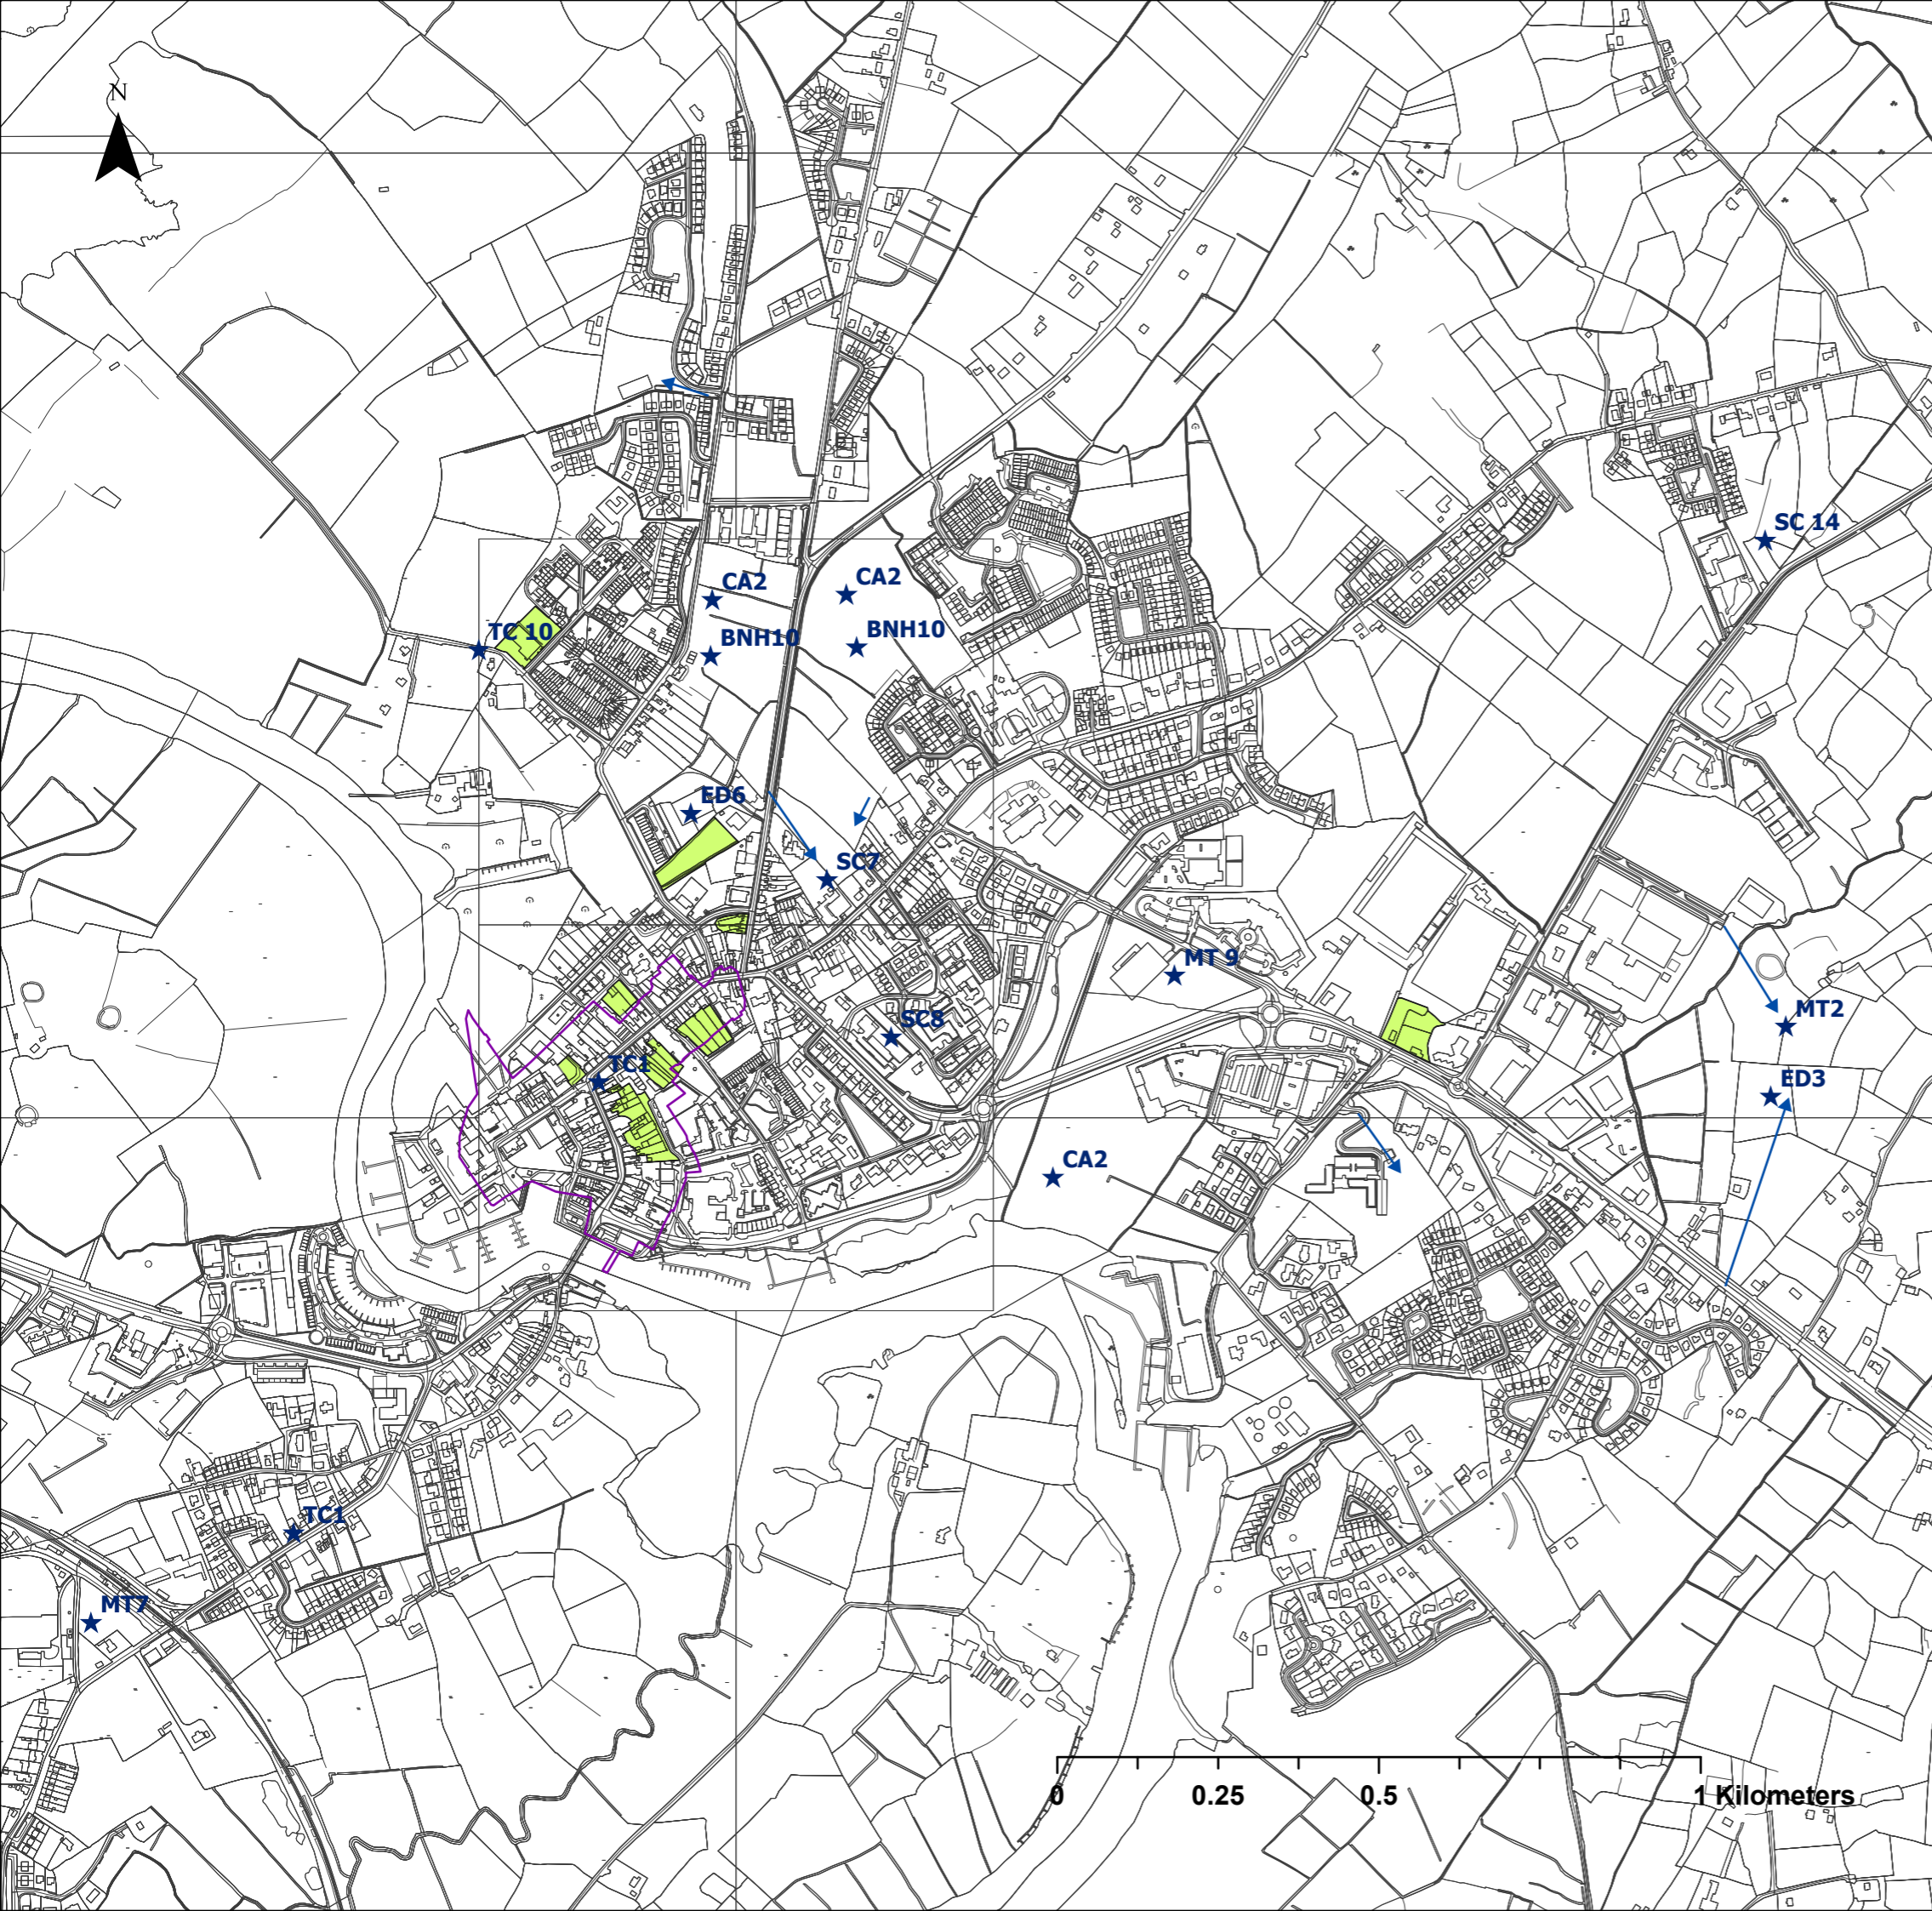 N
SC 14
CA2
CA2
BNH10
BNH10
TC 10
ED6
SC7
MT 9
MT2
SC8
TC1
ED3
CA2
TC1
MT7
0 0.25 0.5 1 Kilometers